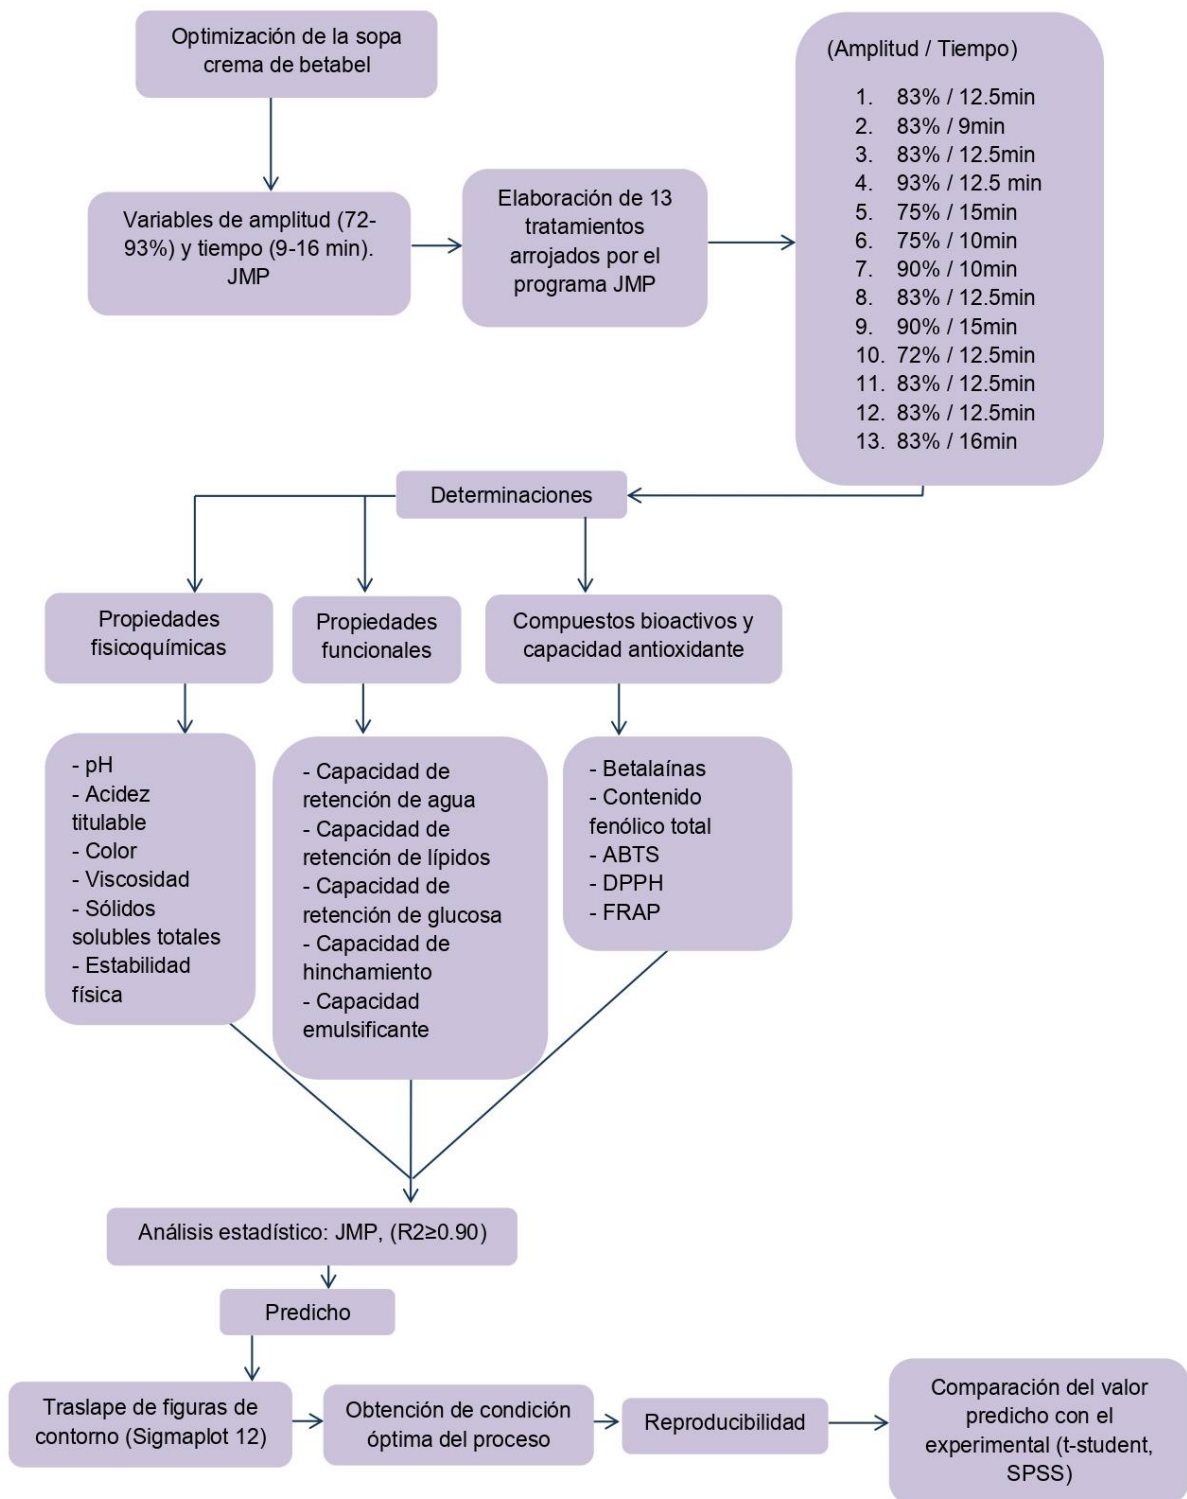 Optimización de la sopa
crema de betabel
Variables de amplitud (72-
93%) y tiempo (9-16 min).
JMP
Elaboración de 13
tratamientos
arrojados por el
programa JMP
(Amplitud / Tiempo)
1. 83% / 12.5min
2. 83% / 9min
3. 83% / 12.5min
4. 93% / 12.5 min
5. 75% / 15min
6. 75% / 10min
7. 90% / 10min
8. 83% / 12.5min
9. 90% / 15min
10. 72% / 12.5min
11. 83% / 12.5min
12. 83% / 12.5min
13. 83% / 16min
Determinaciones
Propiedades
fisicoquímicas
Propiedades
funcionales
Compuestos bioactivos y
capacidad antioxidante
- pH
- Acidez
titulable
- Color
- Viscosidad
- Sólidos
solubles totales
- Estabilidad
física
- Capacidad de
retención de agua
- Capacidad de
retención de lípidos
- Capacidad de
retención de glucosa
- Capacidad de
hinchamiento
- Capacidad
emulsificante
- Betalaínas
- Contenido
fenólico total
- ABTS
- DPPH
- FRAP
Análisis estadístico: JMP, (R2≥0.90)
Predicho
Traslape de figuras de
contorno (Sigmaplot 12)
Obtención de condición
óptima del proceso
Reproducibilidad
Comparación del valor
predicho con el
experimental (t-student,
SPSS)